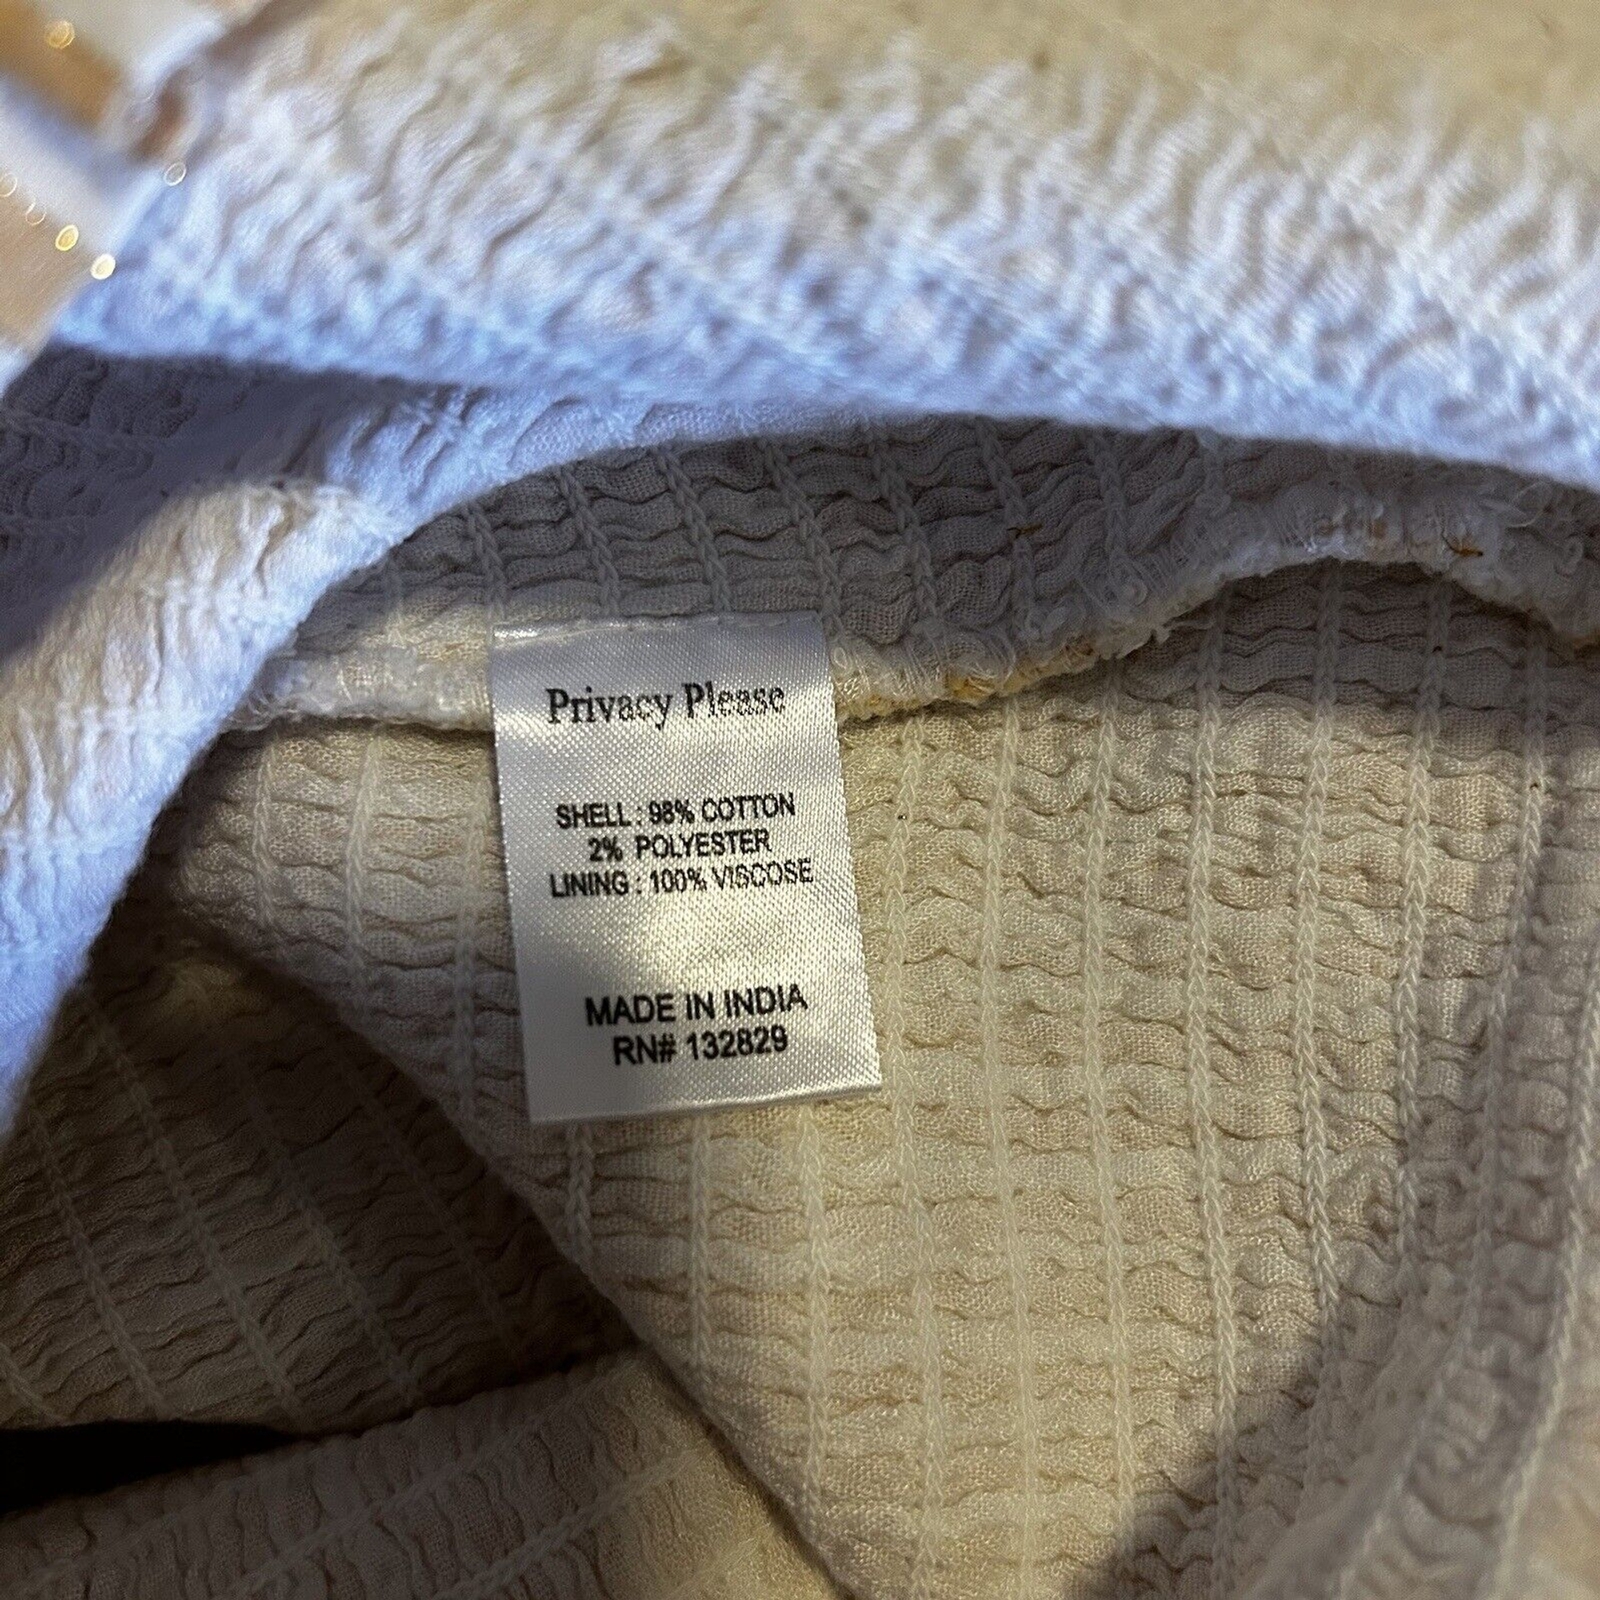 Privacy Please
SHELL : 98% COTTON
2% POLYESTER
LINING : 100% VISCOSE
MADE IN INDIA
RN# 132829